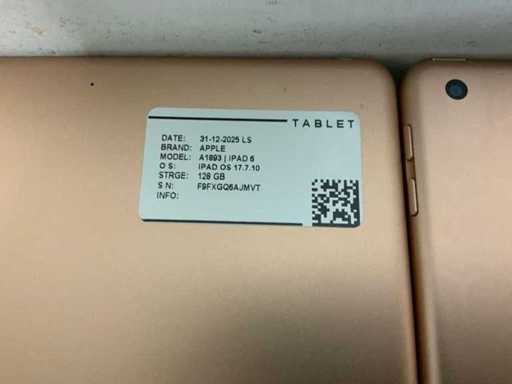 TABLET
DATE: 31-12-2025 LS
BRAND: APPLE
MODEL: A1893 | IPAD 6
O S: IPAD OS 17.7.10
STRGE: 128 GB
S N: F9FXGQ6AJMVT
INFO: